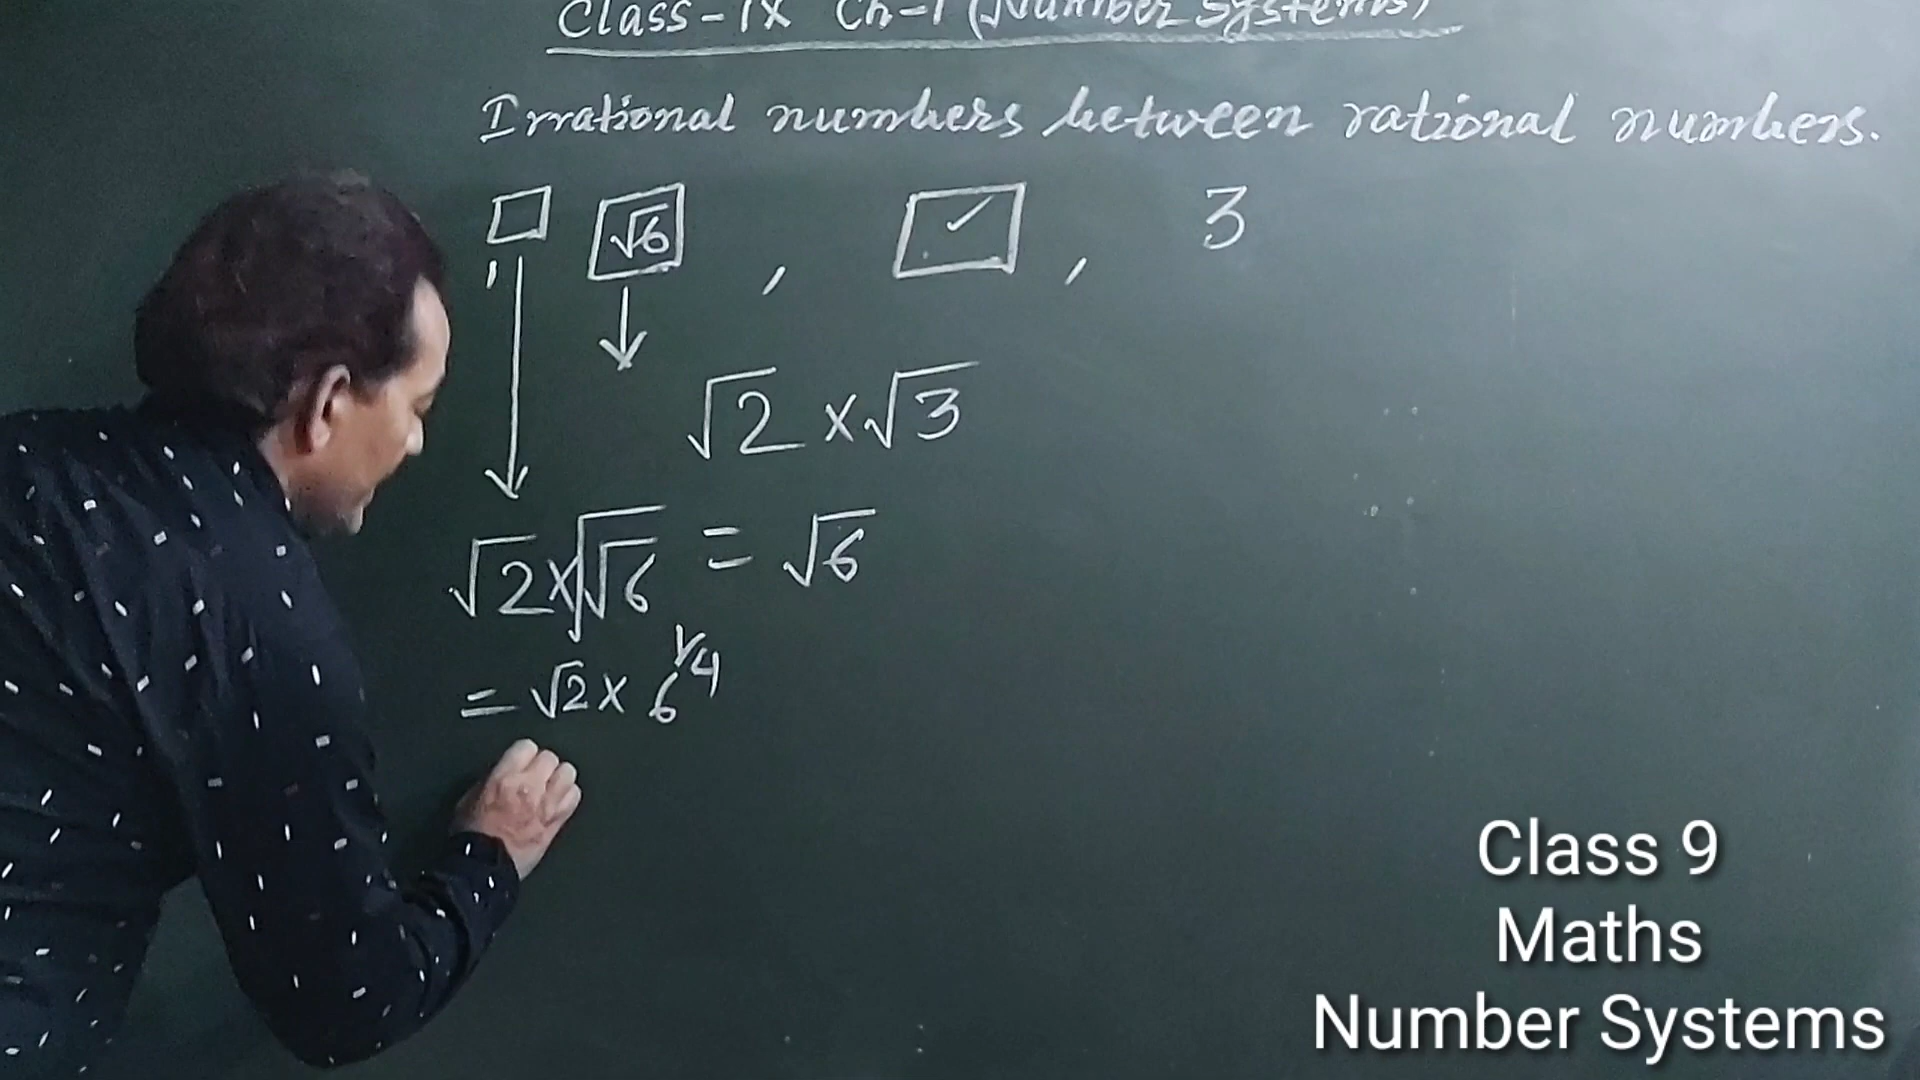 Class-IX Ch-1 (Number Systems)
Irrational numbers between rational numbers.
√6 , ✓ , 3
√2 × √3
√2 × √√6 = √6
= √2 × 6^1/4
Class 9
Maths
Number Systems